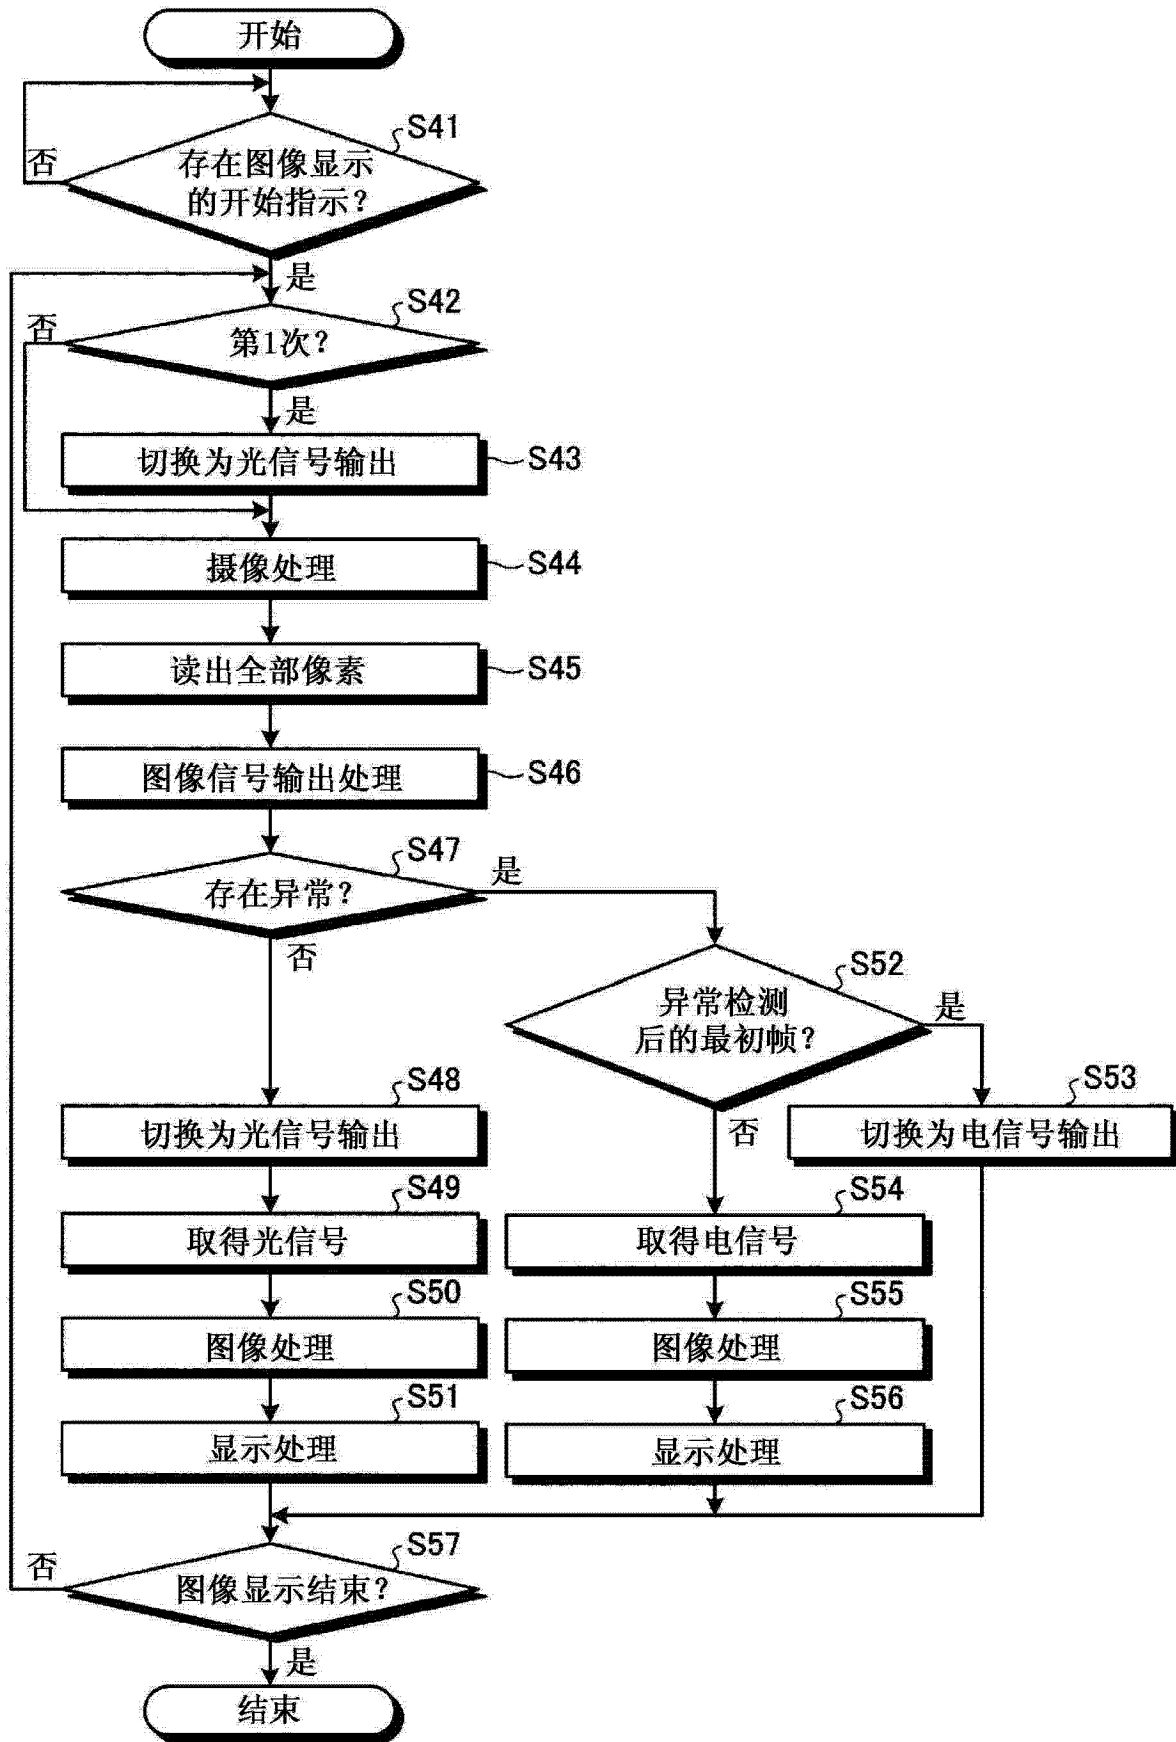 开始
S41
存在图像显示
的开始指示？
否
是
S42
否
第1次？
是
切换为光信号输出
S43
摄像处理
S44
读出全部像素
S45
图像信号输出处理
S46
S47
存在异常？
是
否
S52
异常检测
后的最初帧？
是
否
S48
切换为光信号输出
S53
切换为电信号输出
S49
取得光信号
S54
取得电信号
S50
图像处理
S55
图像处理
S51
显示处理
S56
显示处理
S57
否
图像显示结束？
是
结束